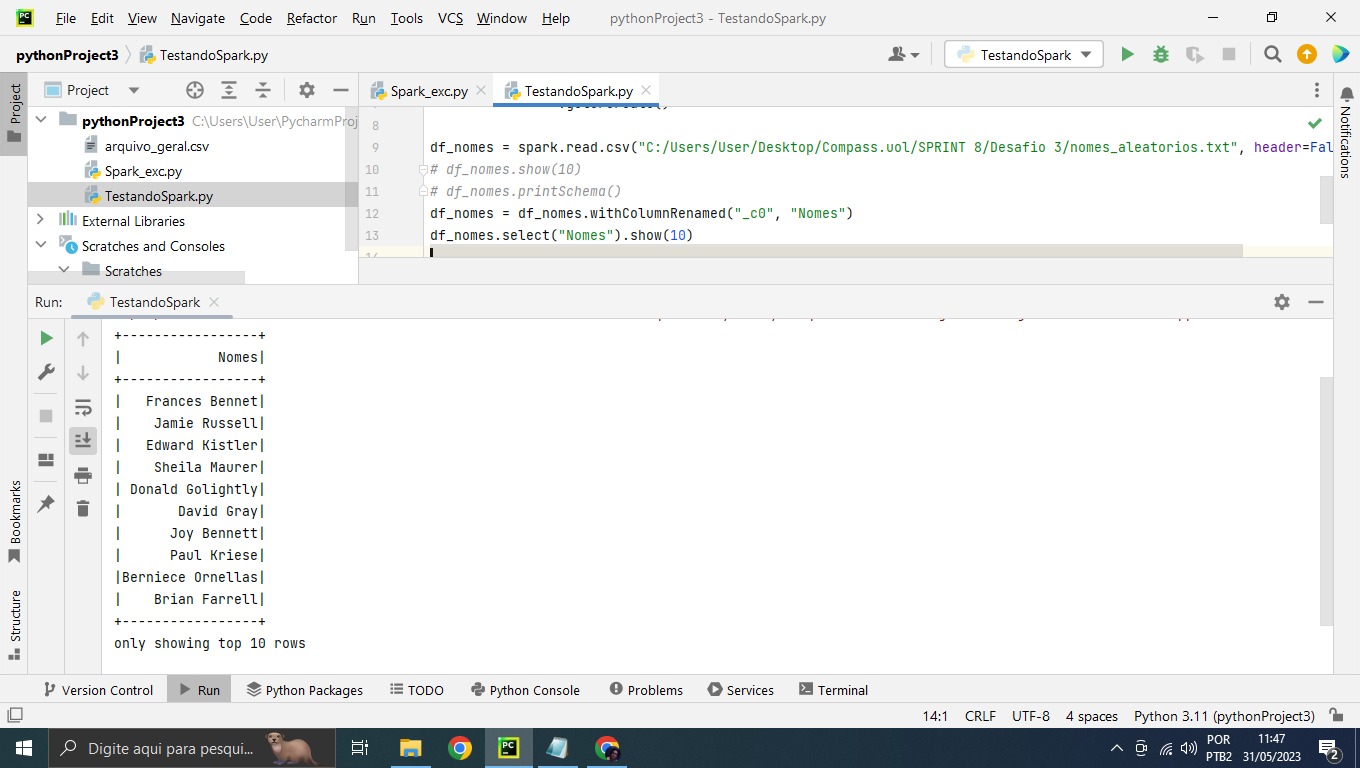 PC File Edit View Navigate Code Refactor Run Tools VCS Window Help pythonProject3 - TestandoSpark.py
pythonProject3 TestandoSpark.py TestandoSpark
Project
Project
Spark_exc.py TestandoSpark.py
pythonProject3 C:\Users\User\PycharmProj
arquivo_geral.csv
Spark_exc.py
TestandoSpark.py
External Libraries
Scratches and Consoles
Scratches
8
9 df_nomes = spark.read.csv("C:/Users/User/Desktop/Compass.uol/SPRINT 8/Desafio 3/nomes_aleatorios.txt", header=Fal
10 # df_nomes.show(10)
11 # df_nomes.printSchema()
12 df_nomes = df_nomes.withColumnRenamed("_c0", "Nomes")
13 df_nomes.select("Nomes").show(10)
14
Notifications
Run: TestandoSpark
+-----------------+
|            Nomes|
+-----------------+
|   Frances Bennet|
|    Jamie Russell|
|   Edward Kistler|
|    Sheila Maurer|
| Donald Golightly|
|       David Gray|
|      Joy Bennett|
|      Paul Kriese|
|Berniece Ornellas|
|    Brian Farrell|
+-----------------+
only showing top 10 rows
Bookmarks
Structure
Version Control Run Python Packages TODO Python Console Problems Services Terminal
14:1 CRLF UTF-8 4 spaces Python 3.11 (pythonProject3)
Digite aqui para pesqui... PC POR 11:47
PTB2 31/05/2023 2